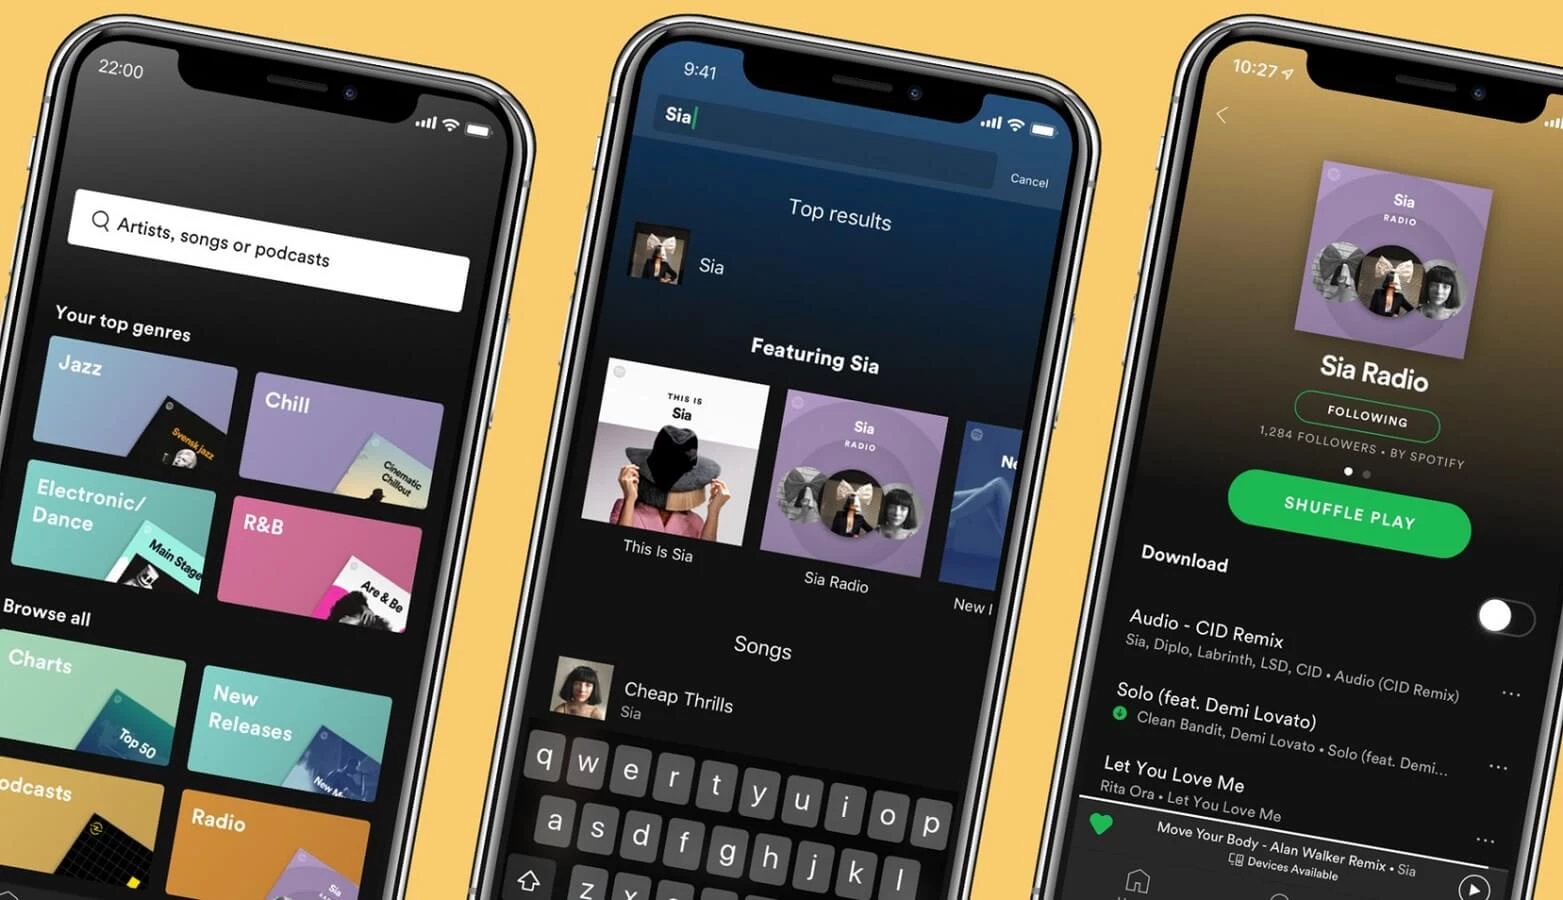 22:00
Artists, songs or podcasts
Your top genres
Jazz
Svensk jazz
Chill
Cinematic
Chillout
Electronic/
Dance
Main Stage
R&B
Are & Be
Browse all
Charts
Top 50
New
Releases
New
odcasts
Radio
Sia
9:41
Sia
Cancel
Top results
Sia
Featuring Sia
THIS IS
Sia
This Is Sia
Sia
RADIO
Sia Radio
Ne
New
Songs
Cheap Thrills
Sia
q w e r t y u i o p
a s d f g h j k l
z x
10:27
Sia
RADIO
Sia Radio
FOLLOWING
1,284 FOLLOWERS • BY SPOTIFY
SHUFFLE PLAY
Download
Audio - CID Remix
Sia, Diplo, Labrinth, LSD, CID • Audio (CID Remix)
Solo (feat. Demi Lovato)
Clean Bandit, Demi Lovato • Solo (feat. Demi...
Let You Love Me
Rita Ora • Let You Love Me
Move Your Body - Alan Walker Remix • Sia
Devices Available